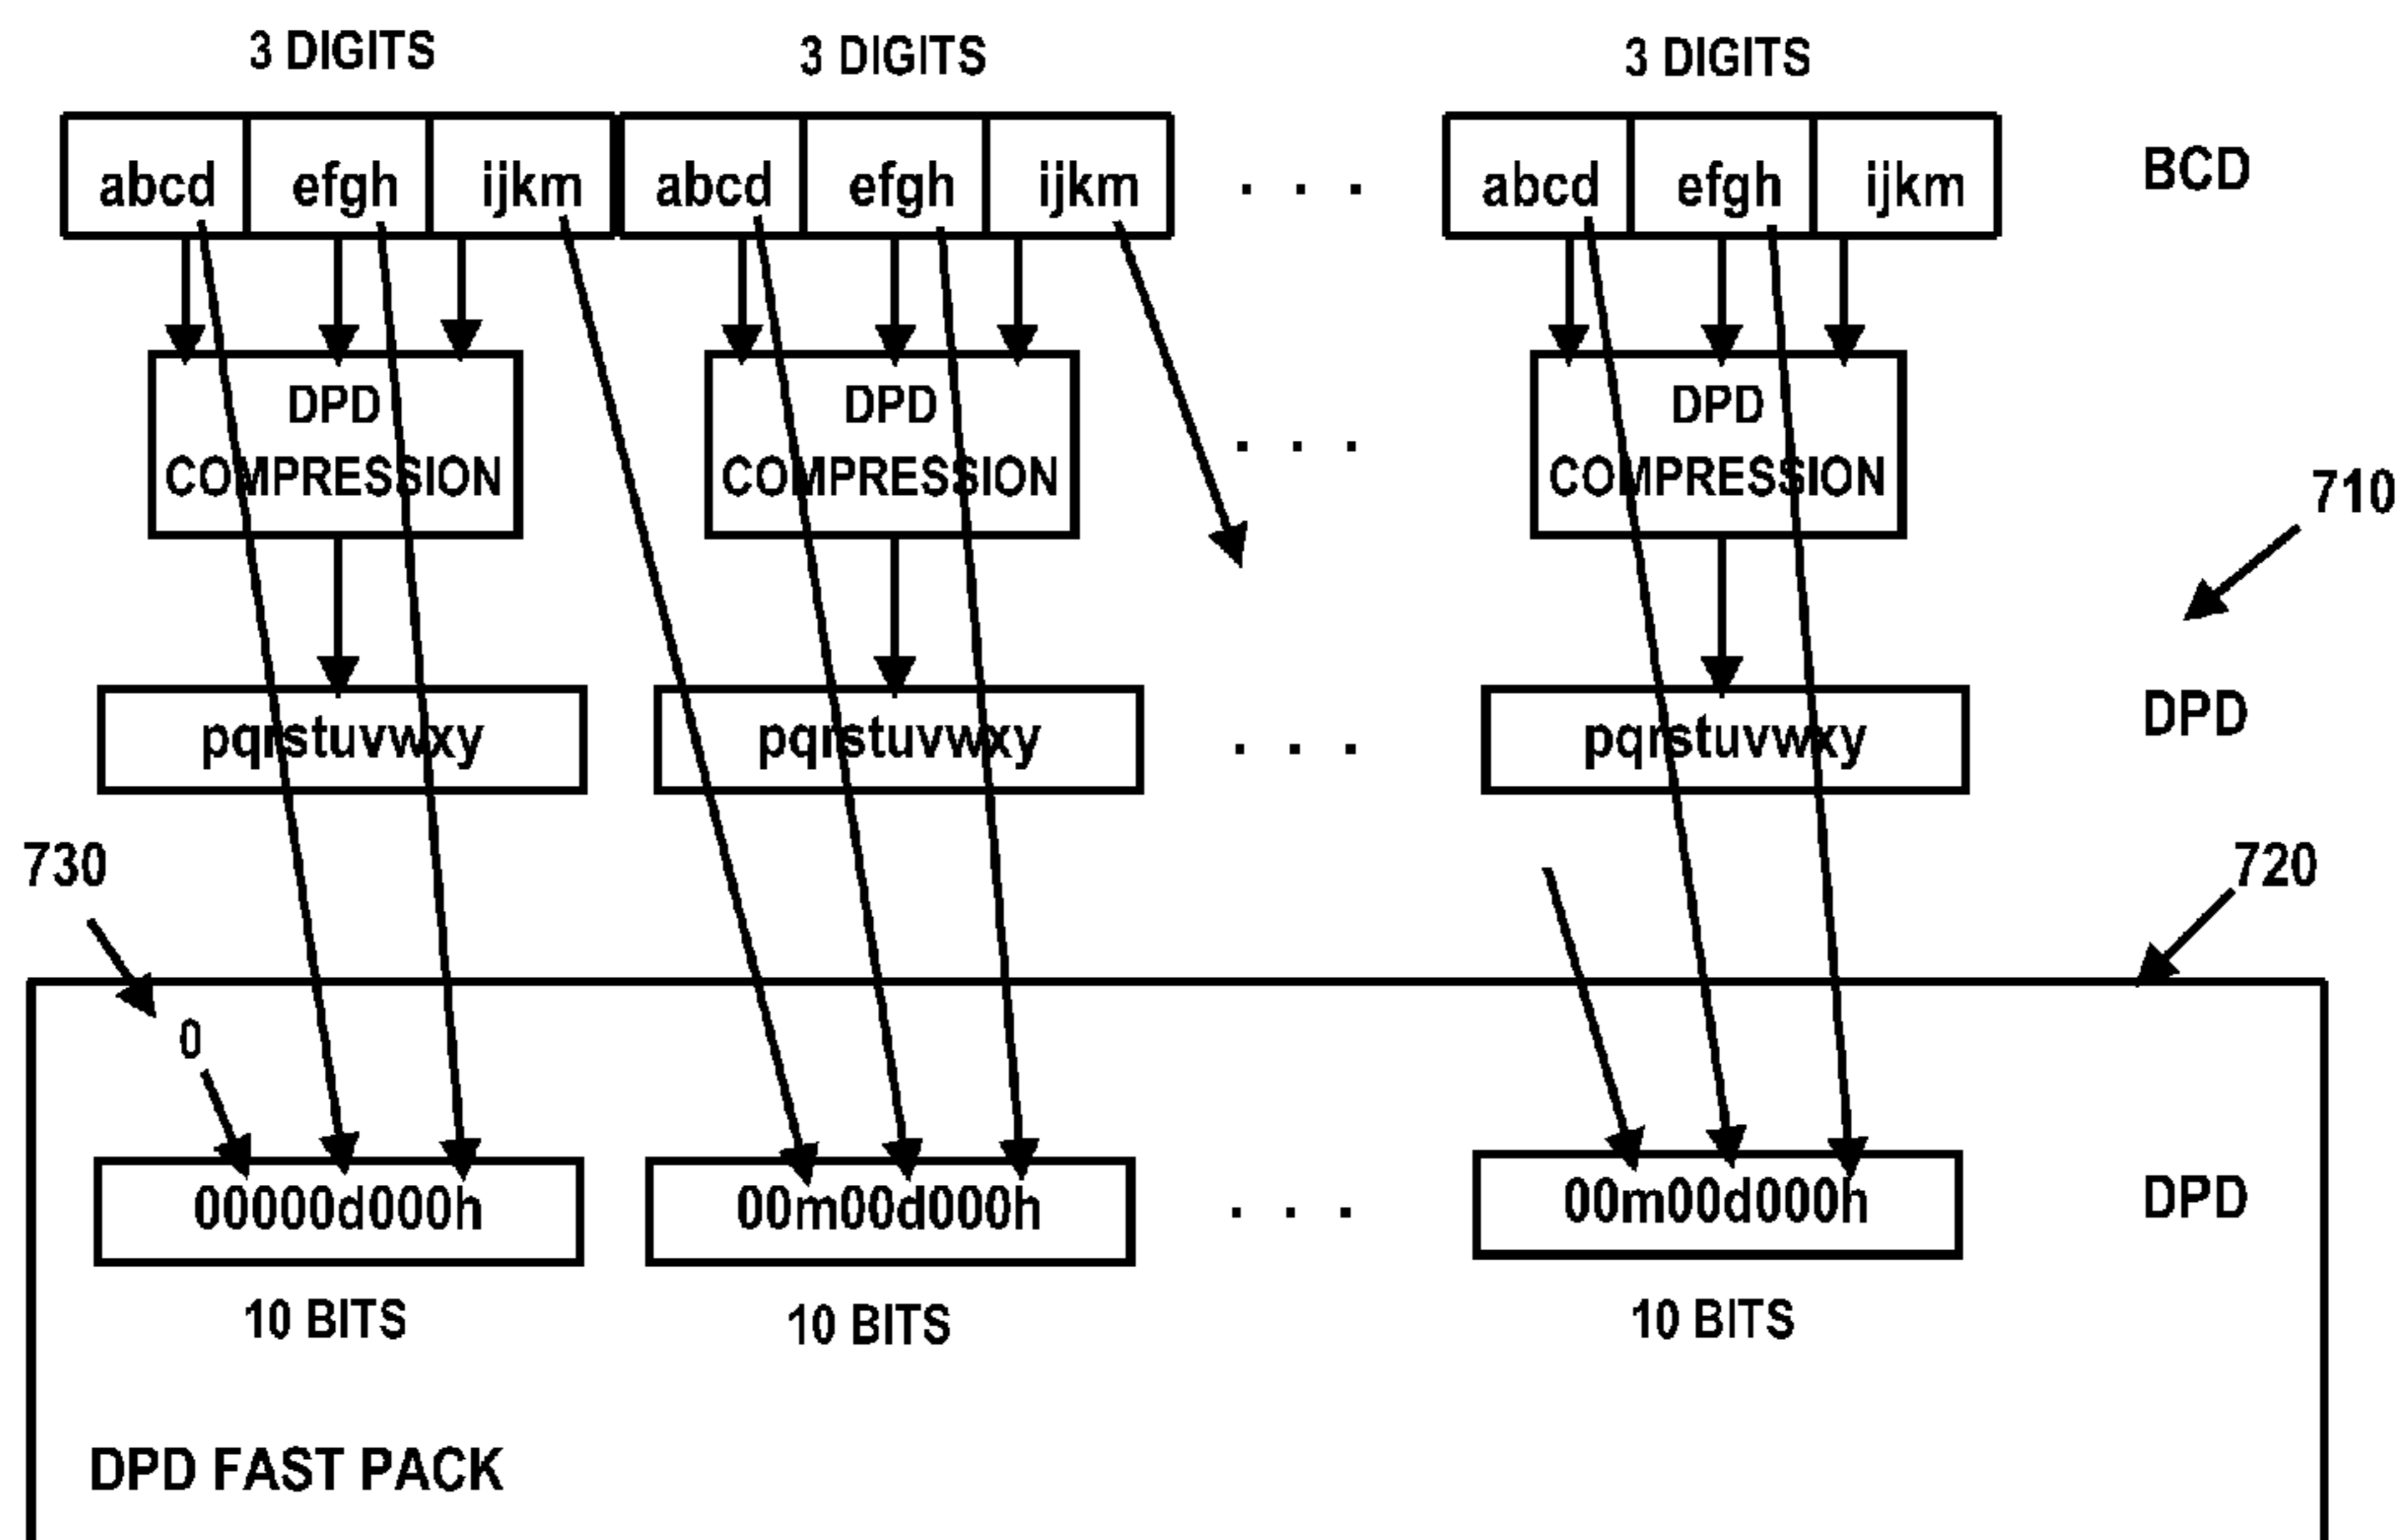 3 DIGITS 3 DIGITS 3 DIGITS
abcd efgh ijkm abcd efgh ijkm . . . abcd efgh ijkm BCD
DPD DPD DPD
. . .
COMPRESSION COMPRESSION COMPRESSION
710
pqrstuvwxy pqrstuvwxy . . . pqrstuvwxy DPD
730 720
0
00000d000h 00m00d000h . . . 00m00d000h DPD
10 BITS 10 BITS 10 BITS
DPD FAST PACK